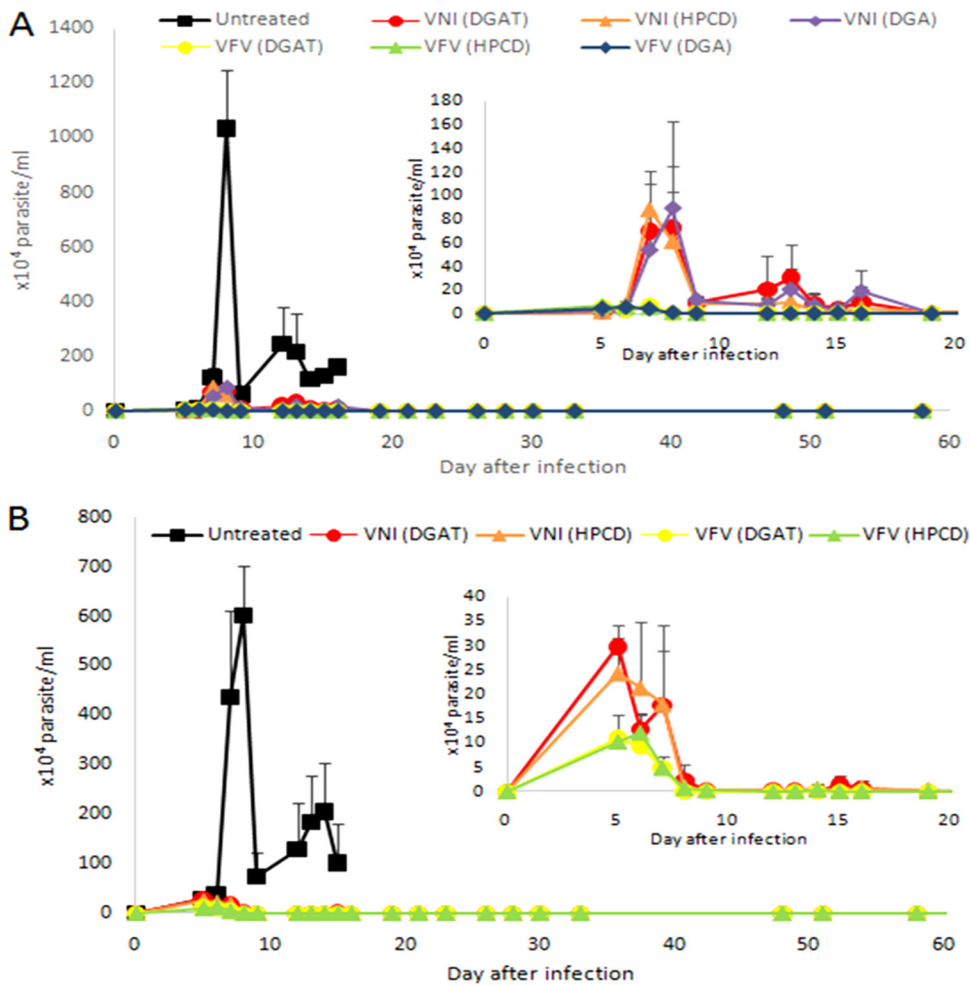 A
Untreated VNI (DGAT) VNI (HPCD) VNI (DGA)
VFV (DGAT) VFV (HPCD) VFV (DGA)
x10⁴ parasite/ml
1400
1200
1000
800
600
400
200
0
0 10 20 30 40 50 60
Day after infection
x10⁴ parasite/ml
180
160
140
120
100
80
60
40
20
0
0 5 10 15 20
Day after infection
B
Untreated VNI (DGAT) VNI (HPCD) VFV (DGAT) VFV (HPCD)
x10⁴ parasite/ml
800
700
600
500
400
300
200
100
0
0 10 20 30 40 50 60
Day after infection
x10⁴ parasite/ml
40
35
30
25
20
15
10
5
0
0 5 10 15 20
Day after infection